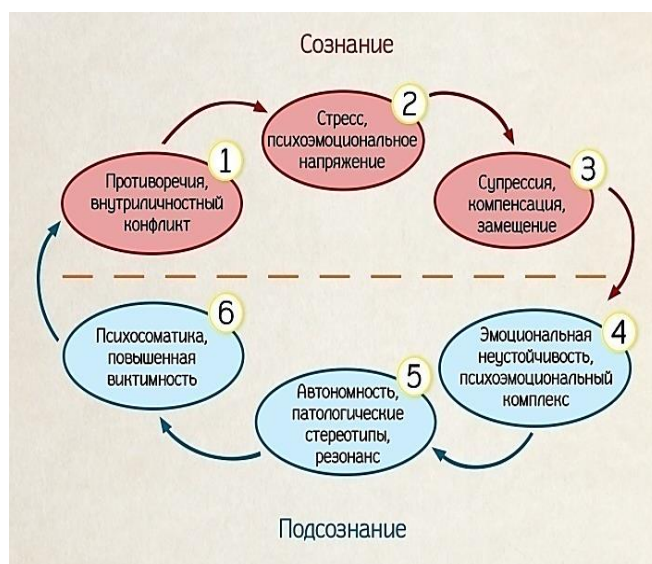 Сознание
1
Противоречия,
внутриличностный
конфликт
2
Стресс,
психоэмоциональное
напряжение
3
Супрессия,
компенсация,
замещение
4
Эмоциональная
неустойчивость,
психоэмоциональный
комплекс
5
Автономность,
патологические
стереотипы,
резонанс
6
Психосоматика,
повышенная
виктимность
Подсознание